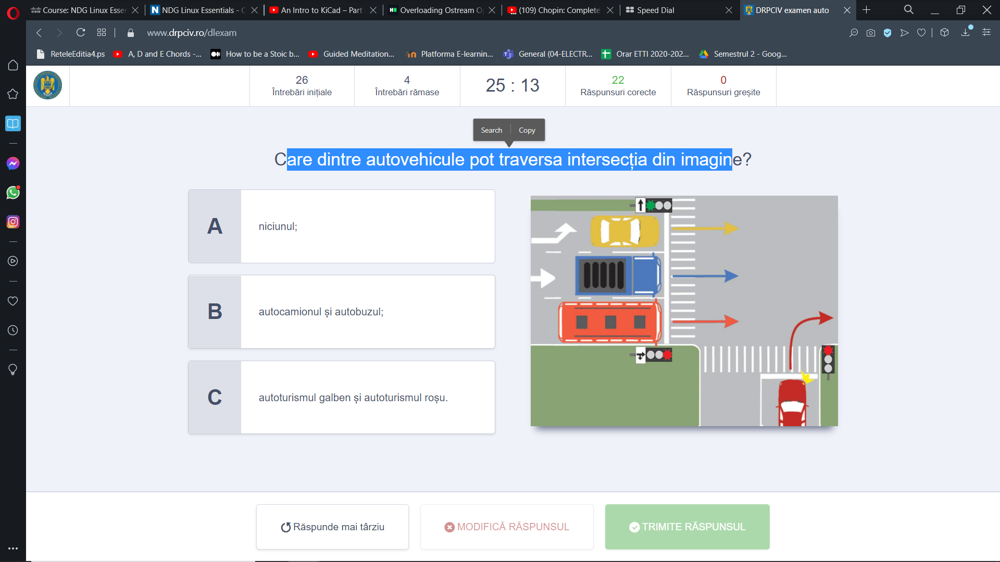 Course: NDG Linux Esser
NDG Linux Essentials - C
An Intro to KiCad – Part
Overloading Ostream O
(109) Chopin: Complete
Speed Dial
DRPCIV examen auto
www.drpciv.ro/dlexam
ReteleEditia4.ps
A, D and E Chords -...
How to be a Stoic b...
Guided Meditation...
Platforma E-learnin...
General (04-ELECTR...
Orar ETTI 2020-202...
Semestrul 2 - Goog...
26
Întrebări inițiale
4
Întrebări rămase
25 : 13
22
Răspunsuri corecte
0
Răspunsuri greșite
Search
Copy
Care dintre autovehicule pot traversa intersecția din imagine?
A
niciunul;
B
autocamionul și autobuzul;
C
autoturismul galben și autoturismul roșu.
Răspunde mai târziu
MODIFICĂ RĂSPUNSUL
TRIMITE RĂSPUNSUL